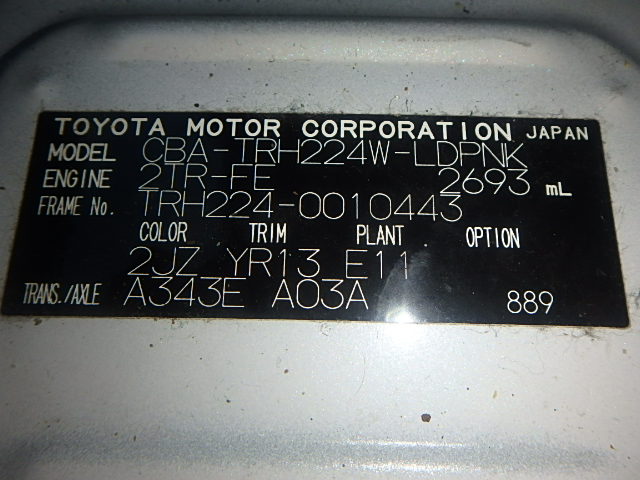 TOYOTA MOTOR CORPORATION JAPAN
MODEL CBA-TRH224W-LDPNK
ENGINE 2TR-FE 2693 mL
FRAME No. TRH224-0010443
COLOR TRIM PLANT OPTION
2JZ YR13 E11
TRANS./AXLE A343E A03A 889